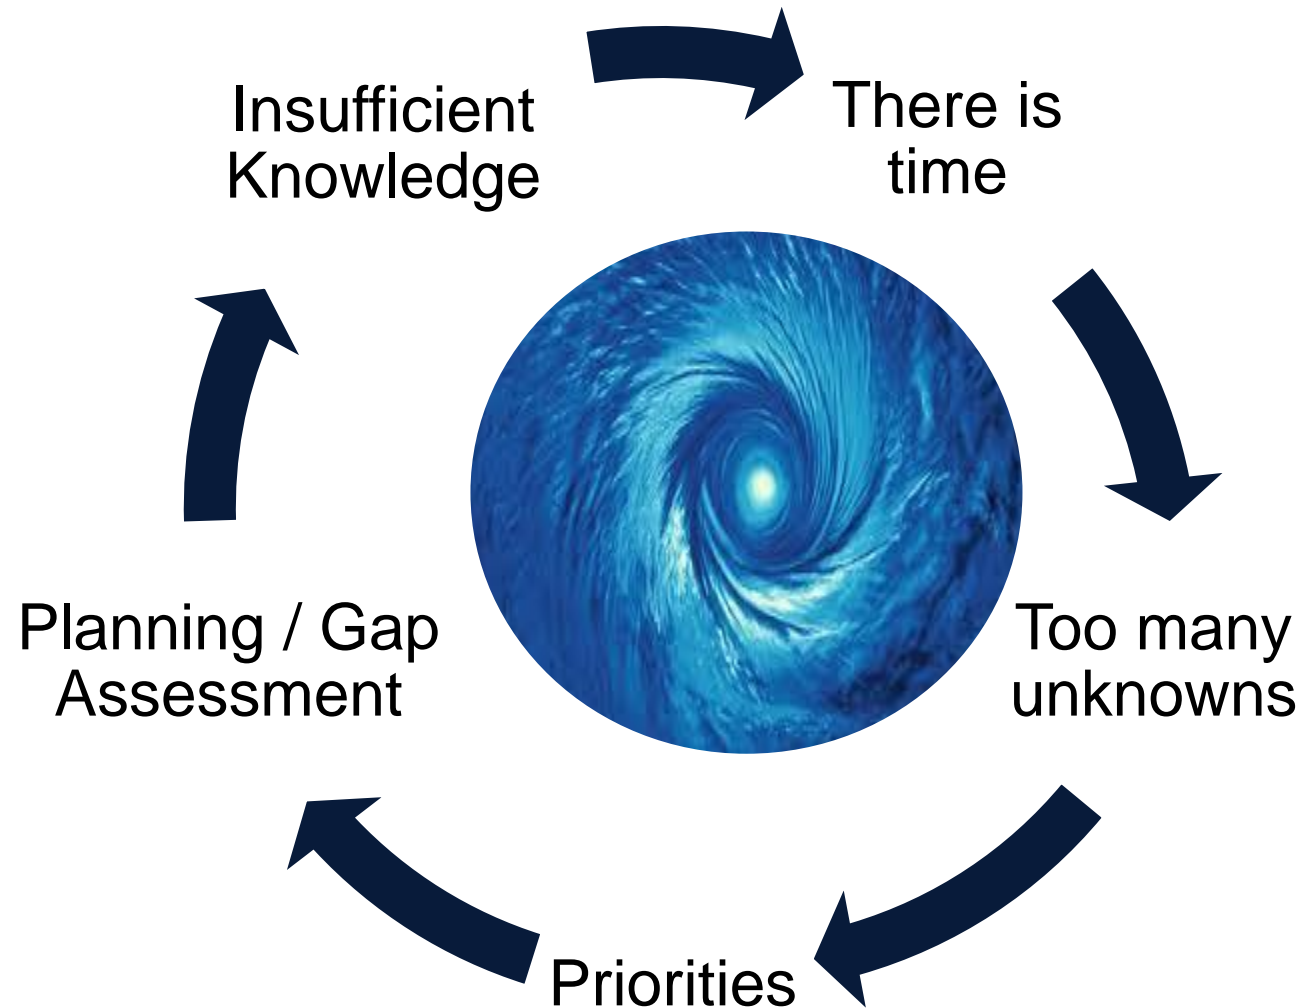 Insufficient
Knowledge
There is
time
Too many
unknowns
Priorities
Planning / Gap
Assessment